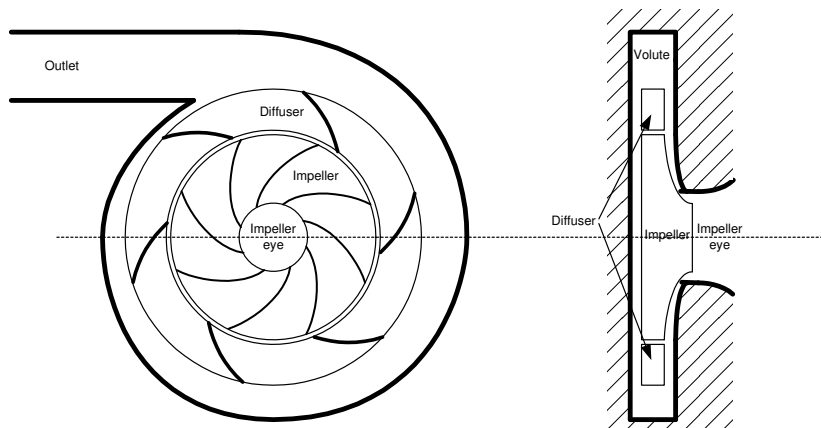 Outlet
Diffuser
Impeller
Impeller
eye
Volute
Diffuser
Impeller
Impeller
eye